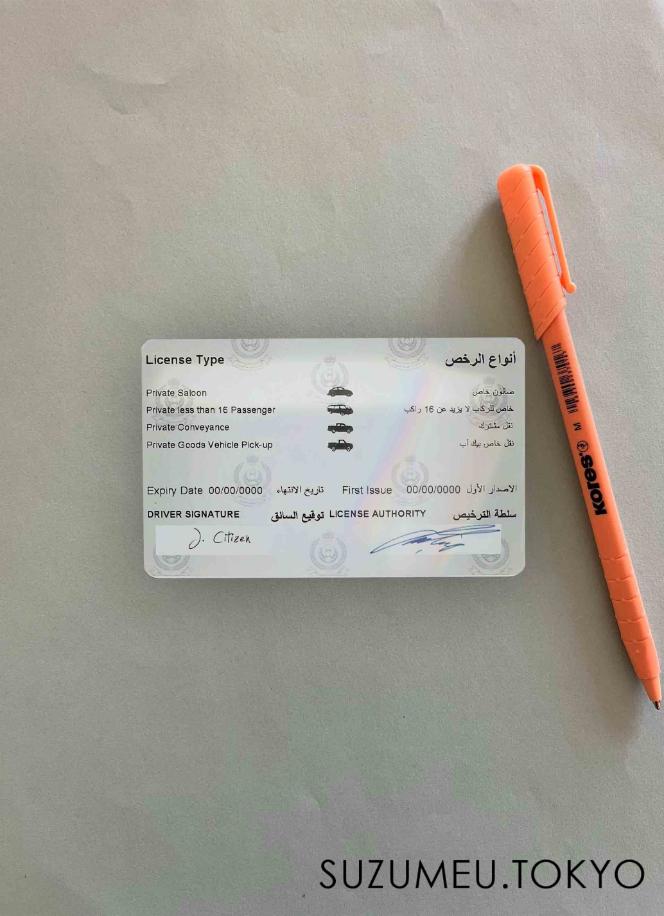 License Type أنواع الرخص
Private Saloon صالون خاص
Private less than 16 Passenger خاص للركاب لا يزيد عن 16 راكب
Private Conveyance نقل مشترك
Private Goods Vehicle Pick-up نقل خاص بيك أب
Expiry Date 00/00/0000 تاريخ الانتهاء First Issue 00/00/0000 الاصدار الأول
DRIVER SIGNATURE توقيع السائق LICENSE AUTHORITY سلطة الترخيص
J. Citizen
Kores
M
SUZUMEU.TOKYO